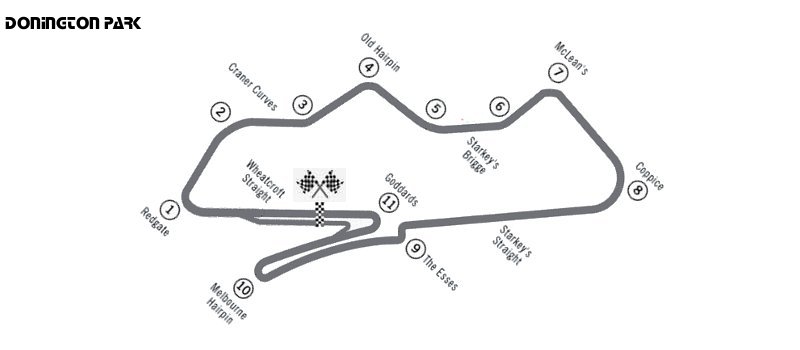 DONINGTON PARK
Old Hairpin
4
McLean's
7
Craner Curves
2
3
5
6
Starkey's
Brigge
Wheatcroft
Straight
Goddards
11
Coppice
8
1
Redgate
Starkey's
Straight
9
The Esses
10
Melbourne
Hairpin